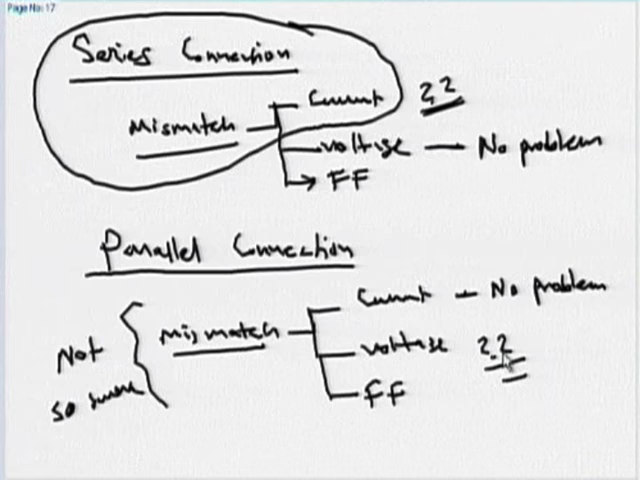 Page No: 17
Series Connection
Current ??
Mismatch
voltage — No problem
FF
Parallel Connection
Current — No problem
Mismatch
Not
voltage ??
so
FF